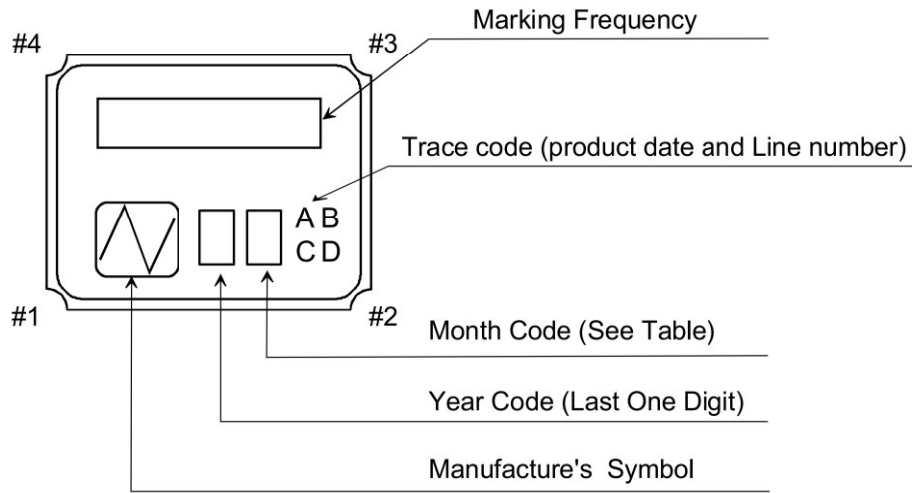 Marking Frequency
#4
#3
Trace code (product date and Line number)
A B
C D
#1
#2
Month Code (See Table)
Year Code (Last One Digit)
Manufacture's Symbol